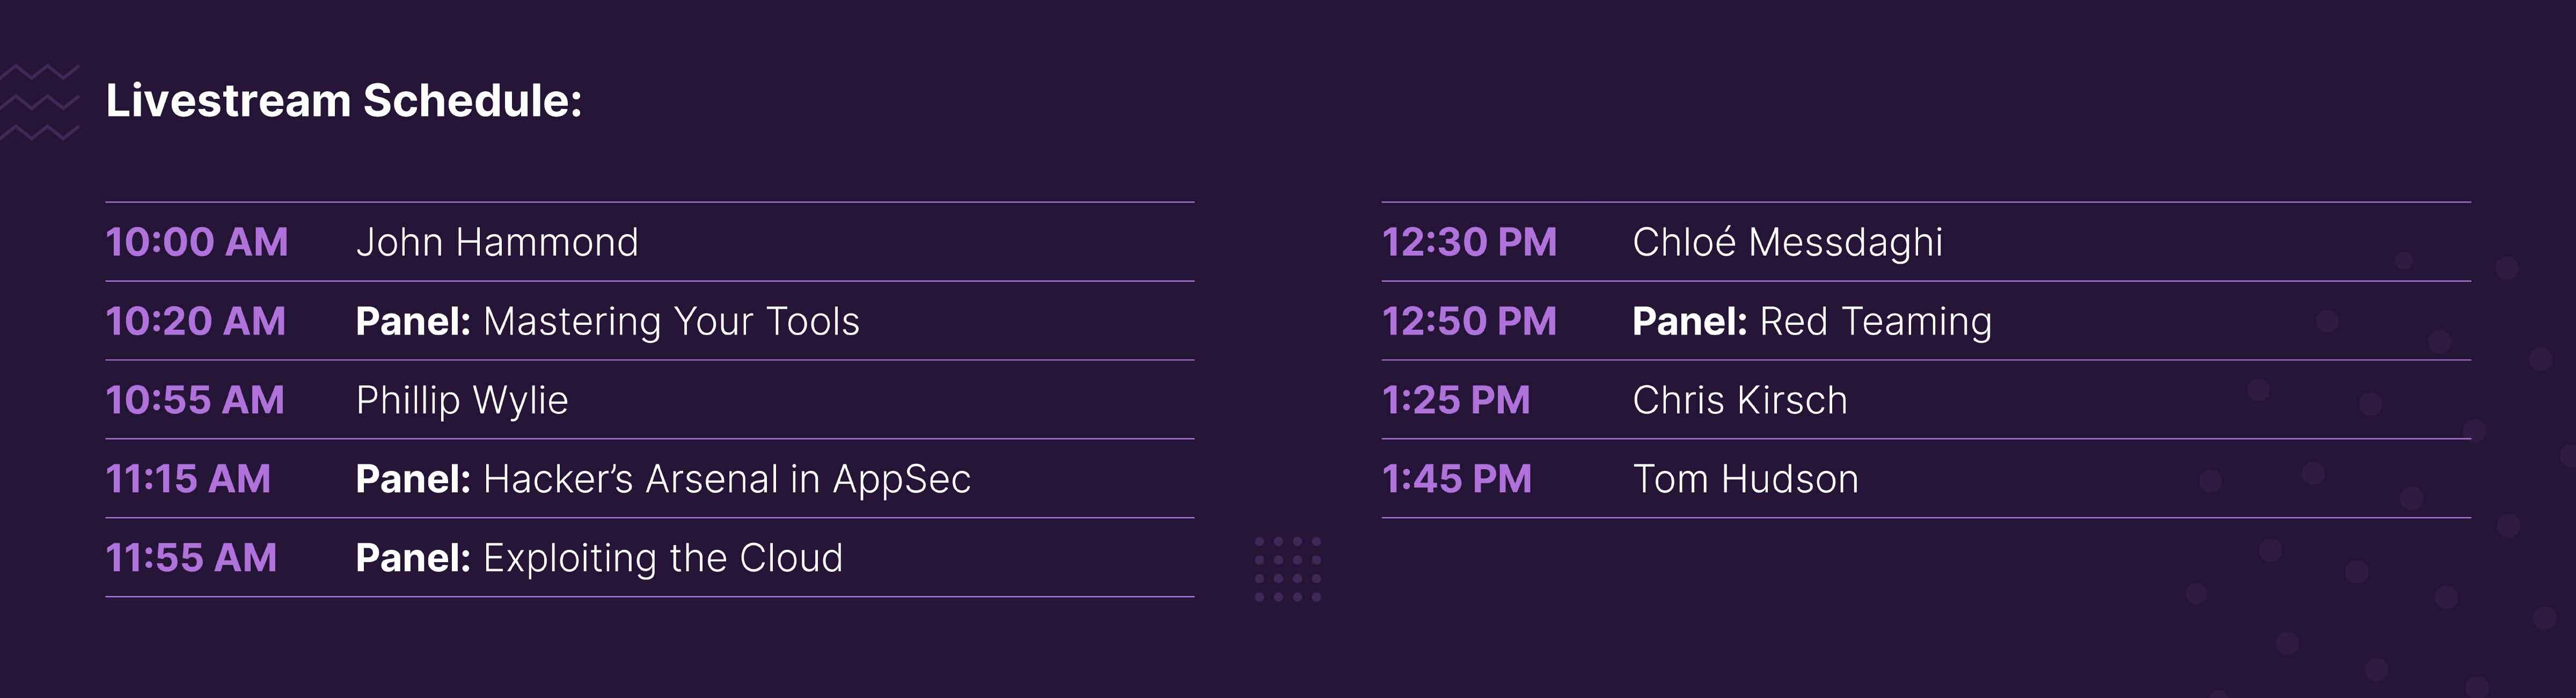 Livestream Schedule:
10:00 AM John Hammond
10:20 AM Panel: Mastering Your Tools
10:55 AM Phillip Wylie
11:15 AM Panel: Hacker’s Arsenal in AppSec
11:55 AM Panel: Exploiting the Cloud
12:30 PM Chloé Messdaghi
12:50 PM Panel: Red Teaming
1:25 PM Chris Kirsch
1:45 PM Tom Hudson